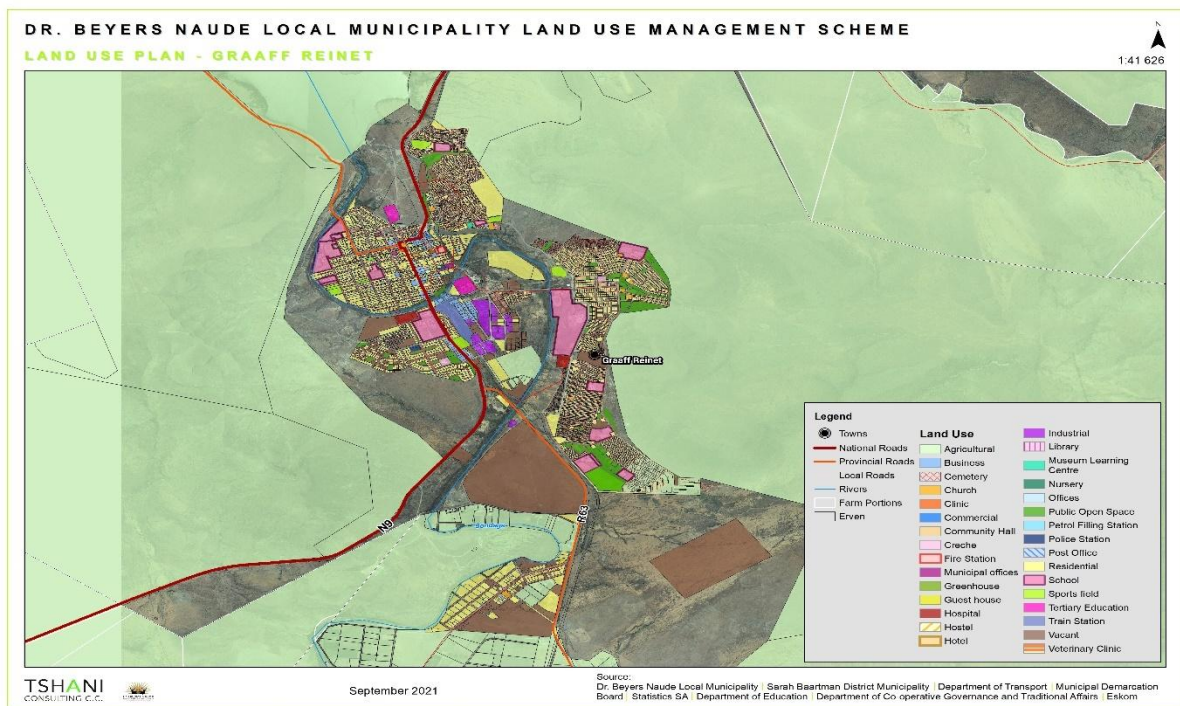 DR. BEYERS NAUDE LOCAL MUNICIPALITY LAND USE MANAGEMENT SCHEME
LAND USE PLAN - GRAAFF REINET
N
1:41 626
Graaff Reinet
N9
R63
Legend
Towns
National Roads
Provincial Roads
Local Roads
Rivers
Farm Portions
Erven
Land Use
Agricultural
Business
Cemetery
Church
Clinic
Commercial
Community Hall
Creche
Fire Station
Municipal offices
Greenhouse
Guest house
Hospital
Hostel
Hotel
Industrial
Library
Museum Learning
Centre
Nursery
Offices
Public Open Space
Petrol Filling Station
Police Station
Post Office
Residential
School
Sports field
Tertiary Education
Train Station
Vacant
Veterinary Clinic
TSHANI
CONSULTING C.C.
September 2021
Source:
Dr. Beyers Naude Local Municipality | Sarah Baartman District Municipality | Department of Transport | Municipal Demarcation
Board | Statistics SA | Department of Education | Department of Co operative Governance and Traditional Affairs | Eskom